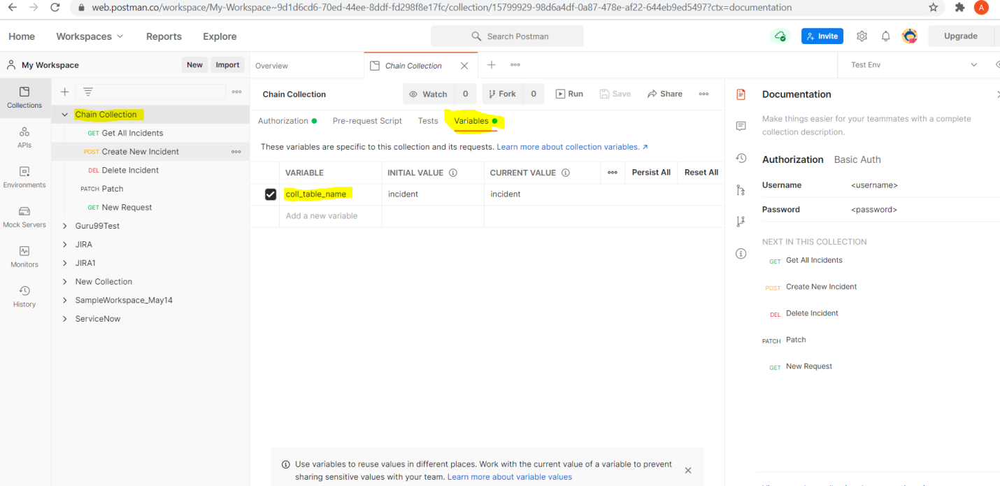 web.postman.co/workspace/My-Workspace~9d1d6cd6-70ed-44ee-8ddf-fd298f8e17fc/collection/15799929-98d6a4df-0a87-478e-af22-644eb9ed5497?ctx=documentation
A
Home Workspaces Reports Explore Search Postman Invite Upgrade
My Workspace New Import
Overview Chain Collection
Test Env
Collections
APIs
Environments
Mock Servers
Monitors
History
Chain Collection
GET Get All Incidents
POST Create New Incident
DEL Delete Incident
PATCH Patch
GET New Request
Guru99Test
JIRA
JIRA1
New Collection
SampleWorkspace_May14
ServiceNow
Chain Collection Watch 0 Fork 0 Run Save Share
Authorization Pre-request Script Tests Variables
These variables are specific to this collection and its requests. Learn more about collection variables. ↗
VARIABLE INITIAL VALUE CURRENT VALUE Persist All Reset All
coll_table_name incident incident
Add a new variable
Use variables to reuse values in different places. Work with the current value of a variable to prevent
sharing sensitive values with your team. Learn more about variable values
Documentation
Make things easier for your teammates with a complete
collection description.
Authorization Basic Auth
Username <username>
Password <password>
NEXT IN THIS COLLECTION
GET Get All Incidents
POST Create New Incident
DEL Delete Incident
PATCH Patch
GET New Request